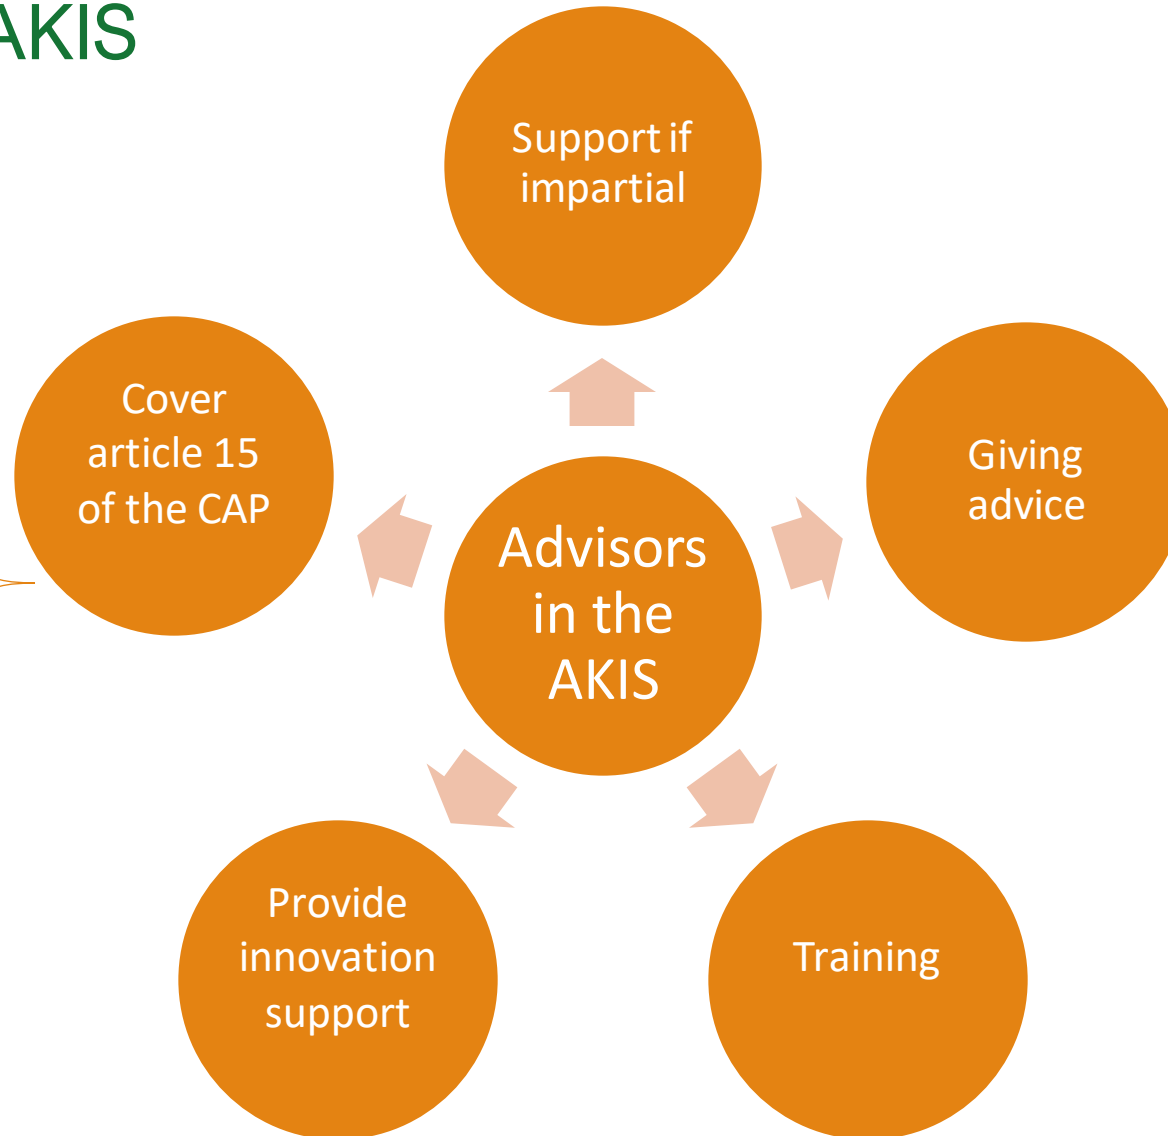 AKIS
Support if
impartial
Cover
article 15
of the CAP
Giving
advice
Advisors
in the
AKIS
Provide
innovation
support
Training